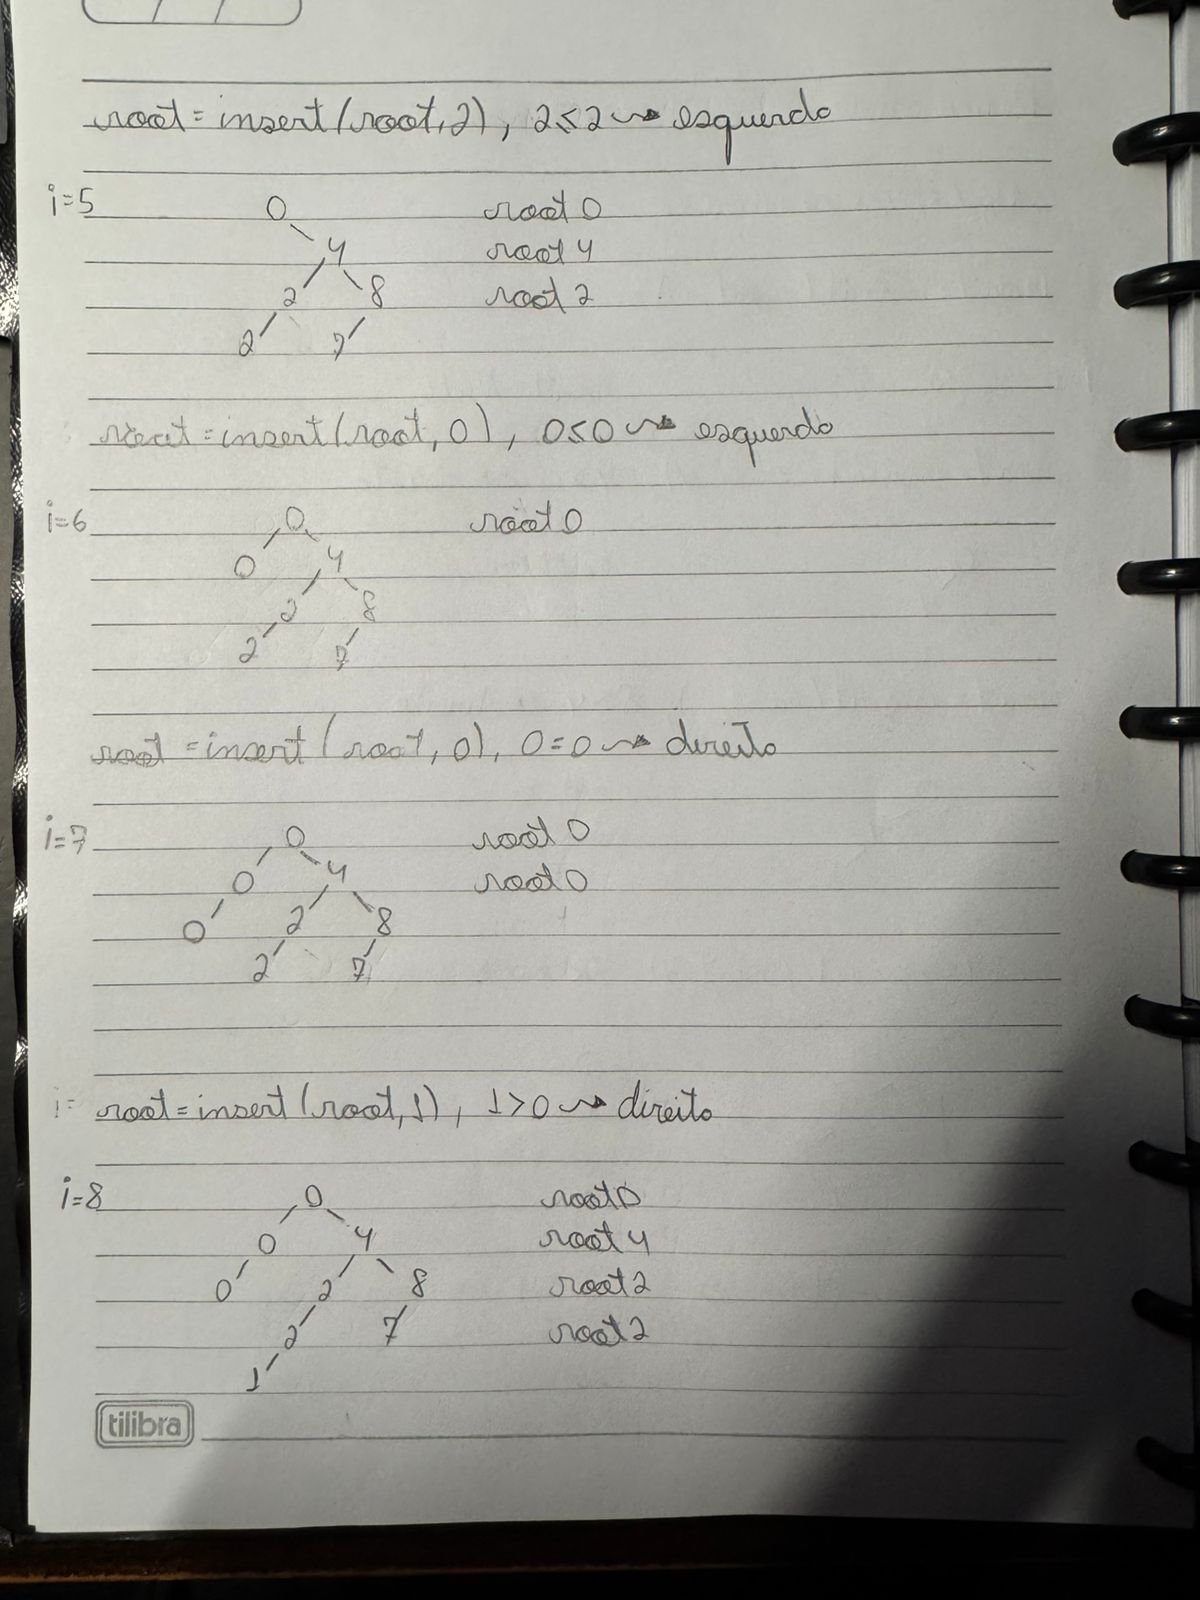 root = insert(root, 2), 2≤2 ~> esquerdo
i=5 0 root 0
4 root 4
2 8 root 2
2 7
root = insert(root, 0), 0≤0 ~> esquerdo
i=6 0 root 0
0 4
2 8
2 7
root = insert(root, 0), 0=0 ~> direito
i=7 0 root 0
0 4 root 0
0 2 8
2 7
i= root = insert(root, 1), 1>0 ~> direito
i=8 0 root 0
0 4 root 4
0 2 8 root 2
2 7 root 2
1
tilibra